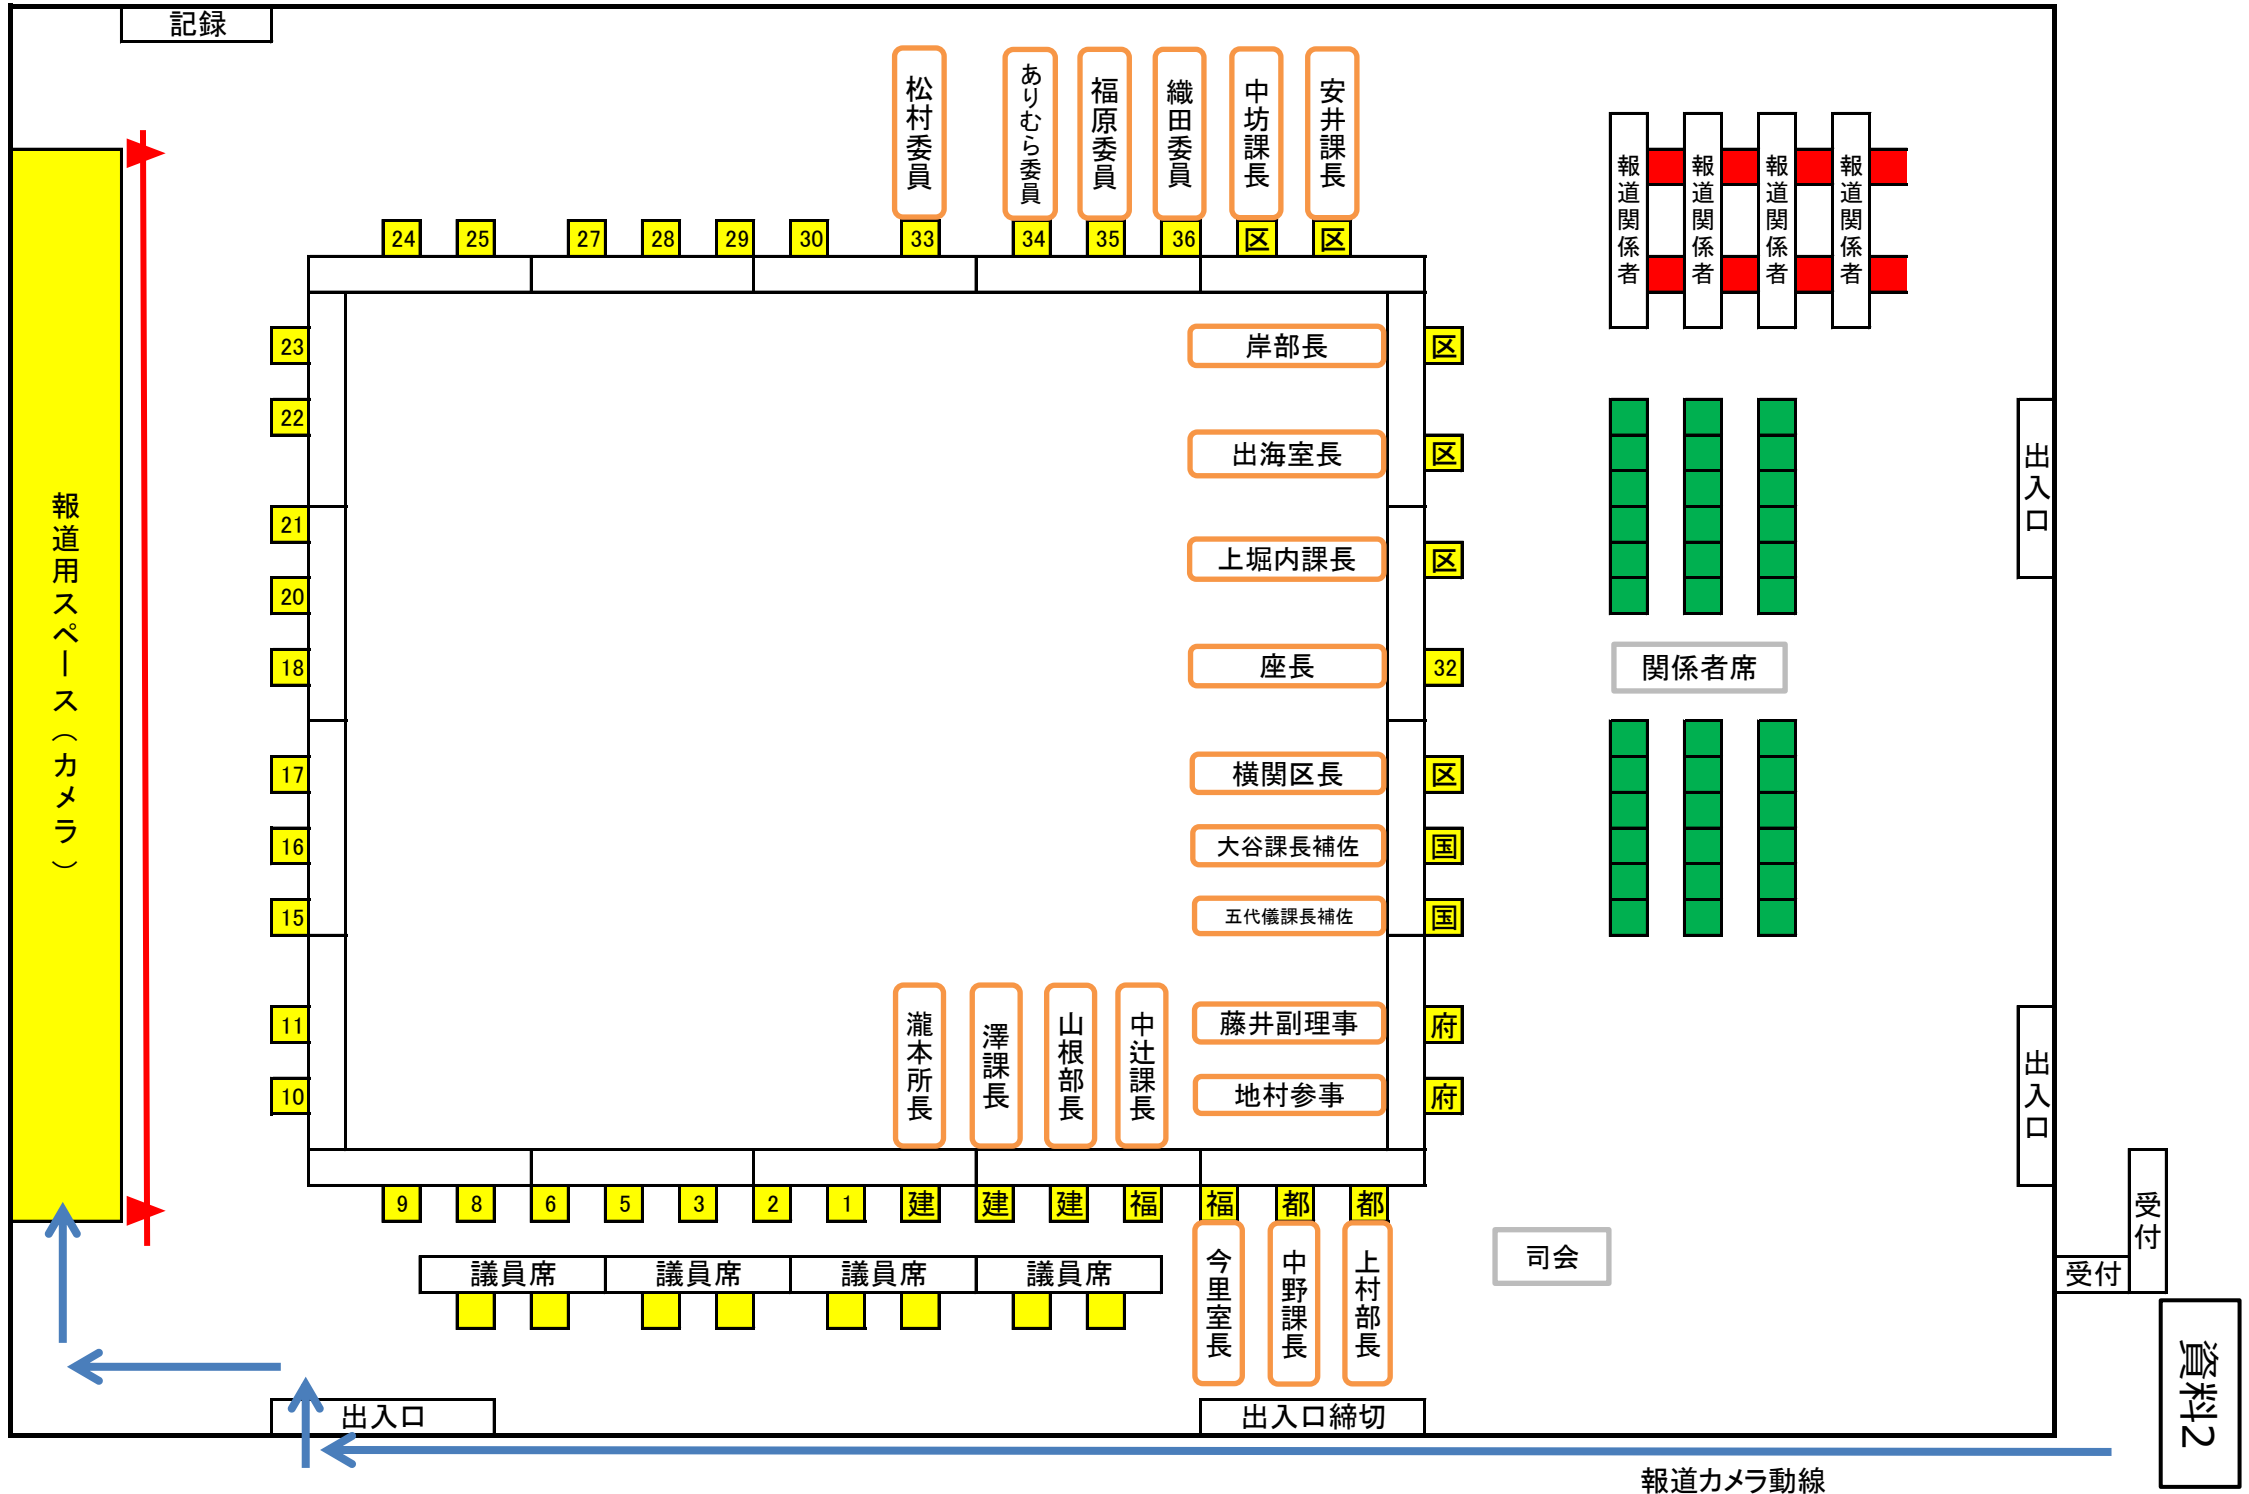 記録
松村委員
ありむら委員
福原委員
織田委員
中坊課長
安井課長
報道関係者
報道関係者
報道関係者
報道関係者
24
25
27
28
29
30
33
34
35
36
区
区
23
岸部長
区
22
出海室長
区
出入口
報道用スペース（カメラ）
21
上堀内課長
区
20
18
座長
32
関係者席
17
横関区長
区
16
大谷課長補佐
国
15
五代儀課長補佐
国
瀧本所長
澤課長
山根部長
中辻課長
11
藤井副理事
府
10
地村参事
府
出入口
9
8
6
5
3
2
1
建
建
建
福
福
都
都
受付
受付
議員席
議員席
議員席
議員席
今里室長
中野課長
上村部長
司会
出入口
出入口締切
資料2
報道カメラ動線